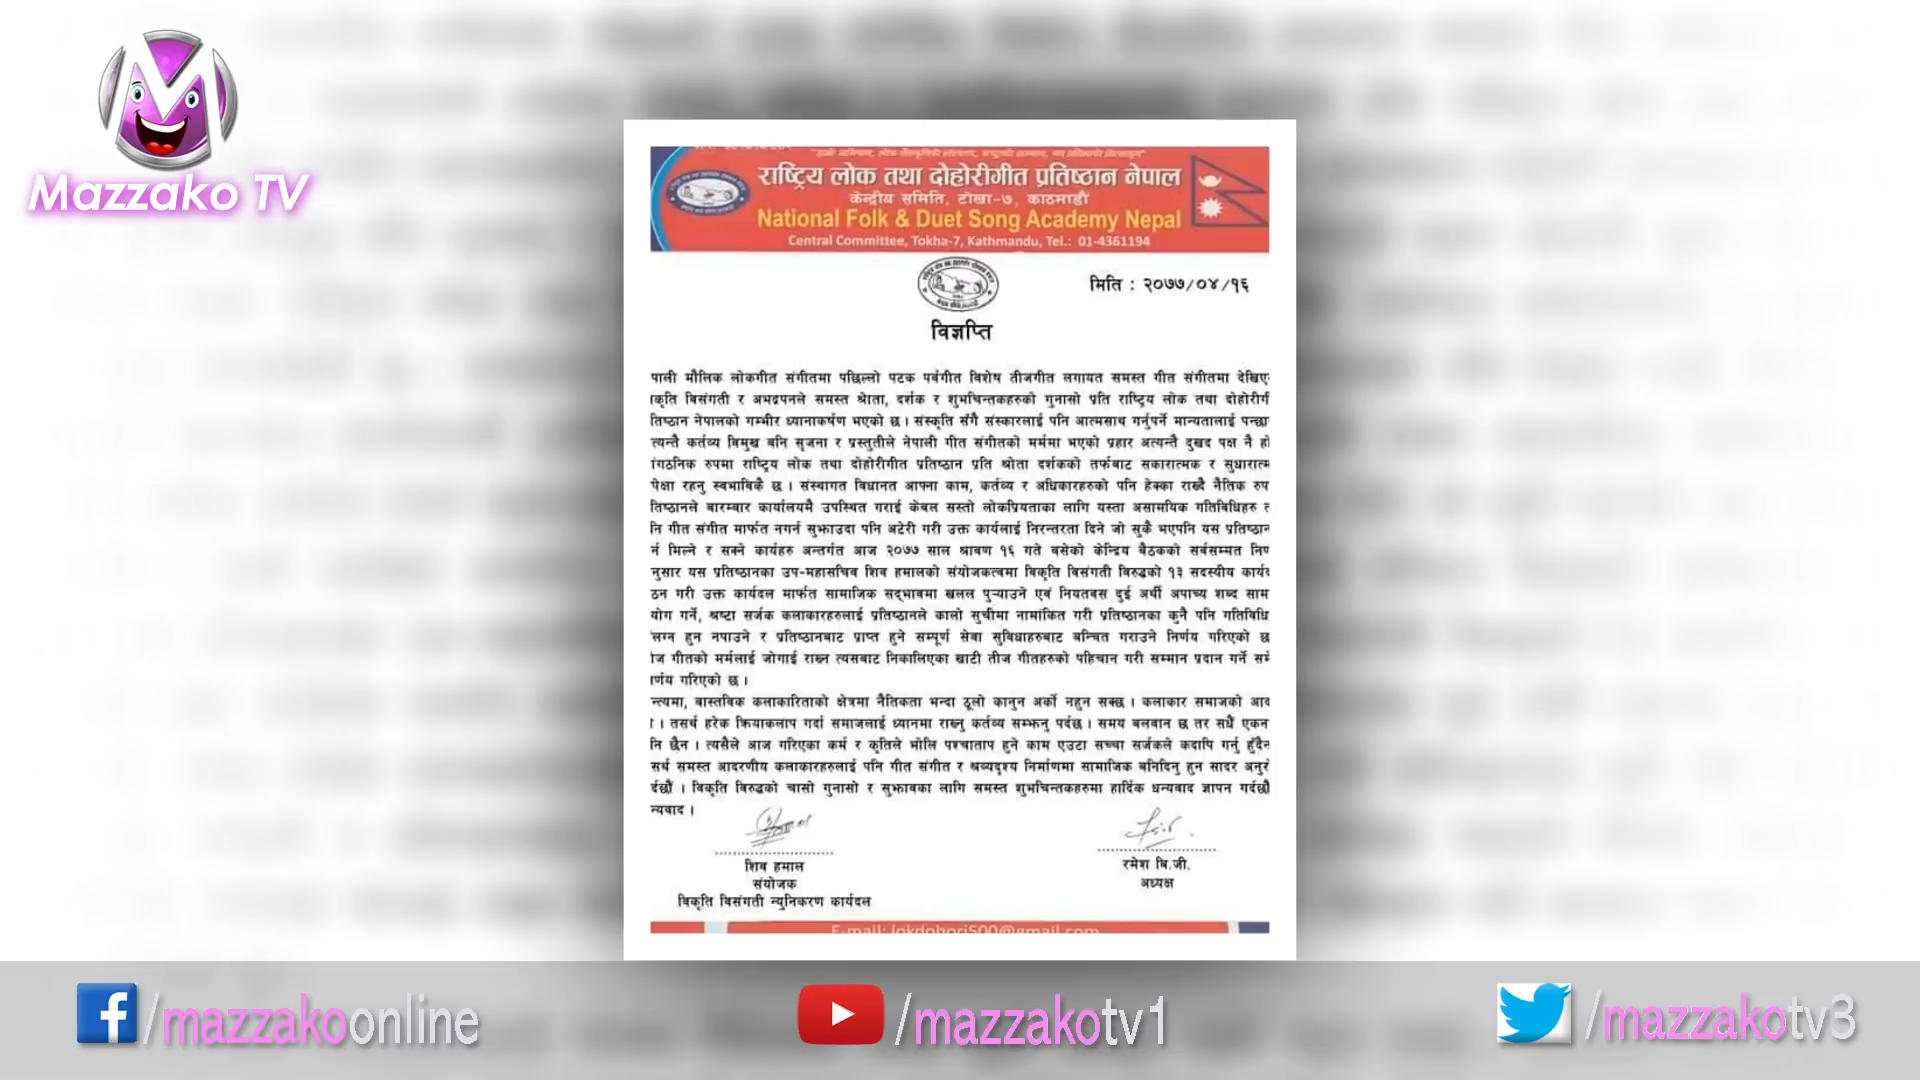 Mazzako TV
राष्ट्रिय लोक तथा दोहोरीगीत प्रतिष्ठान नेपाल
केन्द्रीय समिति, टोखा-७, काठमाडौं
National Folk & Duet Song Academy Nepal
Central Committee, Tokha-7, Kathmandu, Tel.: 01-4361194
मिति : २०७७/०४/१६
विज्ञप्ति
पाली मौलिक लोकगीत संगीतमा पछिल्लो पटक पर्वगीत विशेष तीजगीत लगायत समस्त गीत संगीतमा देखिए
कृति विसंगती र अभद्रपनले समस्त श्रोता, दर्शक र शुभचिन्तकहरुको गुनासो प्रति राष्ट्रिय लोक तथा दोहोरीगी
तिष्ठान नेपालको गम्भीर ध्यानाकर्षण भएको छ । संस्कृति सँगै संस्कारलाई पनि आत्मसाथ गर्नुपर्ने मान्यतालाई पन्छा
त्यन्तै कर्तव्य विमुख बनि सृजना र प्रस्तुतीले नेपाली गीत संगीतको मर्ममा भएको प्रहार अत्यन्तै दुखद पक्ष नै हो
ांगठनिक रुपमा राष्ट्रिय लोक तथा दोहोरीगीत प्रतिष्ठान प्रति श्रोता दर्शकको तर्फबाट सकारात्मक र सुधारात्म
पेक्षा रहनु स्वभाविकै छ । संस्थागत विधानत आफ्ना काम, कर्तव्य र अधिकारहरुको पनि हेक्का राख्दै नैतिक रुप
तिष्ठानले बारम्बार कार्यालयमै उपस्थित गराई केबल सस्तो लोकप्रियताका लागि यस्ता असामयिक गतिविधिहरु
नि गीत संगीत मार्फत नगर्न सुझाउदा पनि अटेरी गरी उक्त कार्यलाई निरन्तरता दिने जो सुकै भएपनि यस प्रतिष्ठान
र्न मिल्ने र सक्ने कार्यहरु अन्तर्गत आज २०७७ साल श्रावण १६ गते बसेको केन्द्रिय बैठकको सर्वसम्मत निर्ण
नुसार यस प्रतिष्ठानका उप-महासचिव शिव हमालको संयोजकत्वमा विकृति विसंगती विरुद्धको १३ सदस्यीय कार्यद
ठन गरी उक्त कार्यदल मार्फत सामाजिक सद्भावमा खलल पुऱ्याउने एवं नियतवस दुई अर्थी अपाच्य शब्द साम
योग गर्ने, श्रष्टा सर्जक कलाकारहरुलाई प्रतिष्ठानले कालो सुचीमा नामांकित गरी प्रतिष्ठानका कुनै पनि गतिविधि
लग्न हुन नपाउने र प्रतिष्ठानबाट प्राप्त हुने सम्पूर्ण सेवा सुविधाहरुबाट बन्चित गराउने निर्णय गरिएको छ
ीज गीतको मर्मलाई जोगाई राख्न त्यसबाट निकालिएका खाटी तीज गीतहरुको पहिचान गरी सम्मान प्रदान गर्ने समे
र्णय गरिएको छ ।
न्त्यमा, वास्तविक कलाकारिताको क्षेत्रमा नैतिकता भन्दा ठूलो कानुन अर्को नहुन सक्छ । कलाकार समाजको आद
। तसर्थ हरेक क्रियाकलाप गर्दा समाजलाई ध्यानमा राख्नु कर्तव्य सम्झनु पर्दछ । समय बलवान छ तर सधैं एकन
नि छैन । त्यसैले आज गरिएका कर्म र कृतिले भोलि पश्चाताप हुने काम एउटा सच्चा सर्जकले कदापि गर्नु हुँदैन
सर्थ समस्त आदरणीय कलाकारहरुलाई पनि गीत संगीत र श्रव्यदृश्य निर्माणमा सामाजिक बनिदिनु हुन सादर अनुरो
र्दछौं । विकृति विरुद्धको चासो गुनासो र सुझावका लागि समस्त शुभचिन्तकहरुमा हार्दिक धन्यवाद ज्ञापन गर्दछौं
न्यवाद ।
शिव हमाल
संयोजक
विकृति विसंगती न्युनिकरण कार्यदल
रमेश बि.जी.
अध्यक्ष
E-mail: lokdohori500@gmail.com
/mazzakoonline
/mazzakotv1
/mazzakotv3